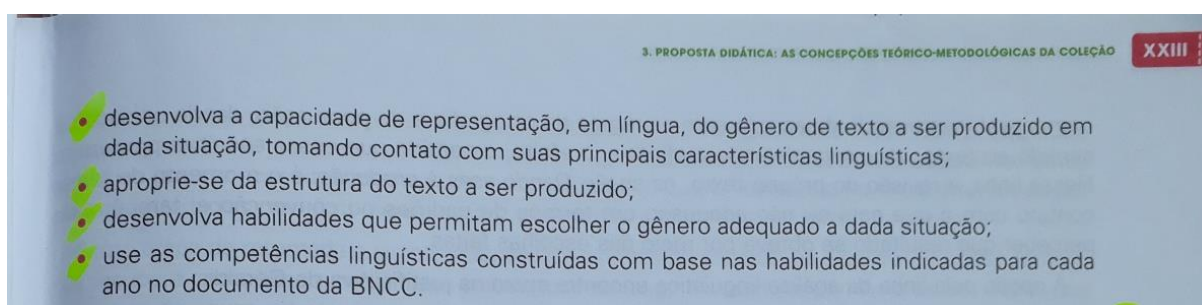 3. PROPOSTA DIDÁTICA: AS CONCEPÇÕES TEÓRICO-METODOLÓGICAS DA COLEÇÃO XXIII
• desenvolva a capacidade de representação, em língua, do gênero de texto a ser produzido em
dada situação, tomando contato com suas principais características linguísticas;
• aproprie-se da estrutura do texto a ser produzido;
• desenvolva habilidades que permitam escolher o gênero adequado a dada situação;
• use as competências linguísticas construídas com base nas habilidades indicadas para cada
ano no documento da BNCC.